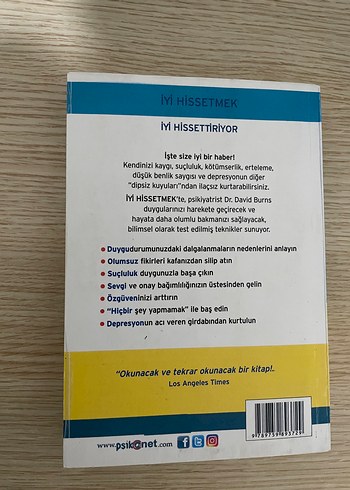 İYİ HİSSETMEK
İYİ HİSSETTİRİYOR
İşte size iyi bir haber!
Kendinizi kaygı, suçluluk, kötümserlik, erteleme,
düşük benlik saygısı ve depresyonun diğer
"dipsiz kuyuları"ndan ilaçsız kurtarabilirsiniz.
İYİ HİSSETMEK'te, psikiyatrist Dr. David Burns
duygularınızı harekete geçirecek ve
hayata daha olumlu bakmanızı sağlayacak,
bilimsel olarak test edilmiş teknikler sunuyor.
• Duygudurumunuzdaki dalgalanmaların nedenlerini anlayın
• Olumsuz fikirleri kafanızdan silip atın
• Suçluluk duygunuzla başa çıkın
• Sevgi ve onay bağımlılığınızın üstesinden gelin
• Özgüveninizi arttırın
• "Hiçbir şey yapmamak" ile baş edin
• Depresyonun acı veren girdabından kurtulun
"Okunacak ve tekrar okunacak bir kitap!..
Los Angeles Times
www.psikonet.com